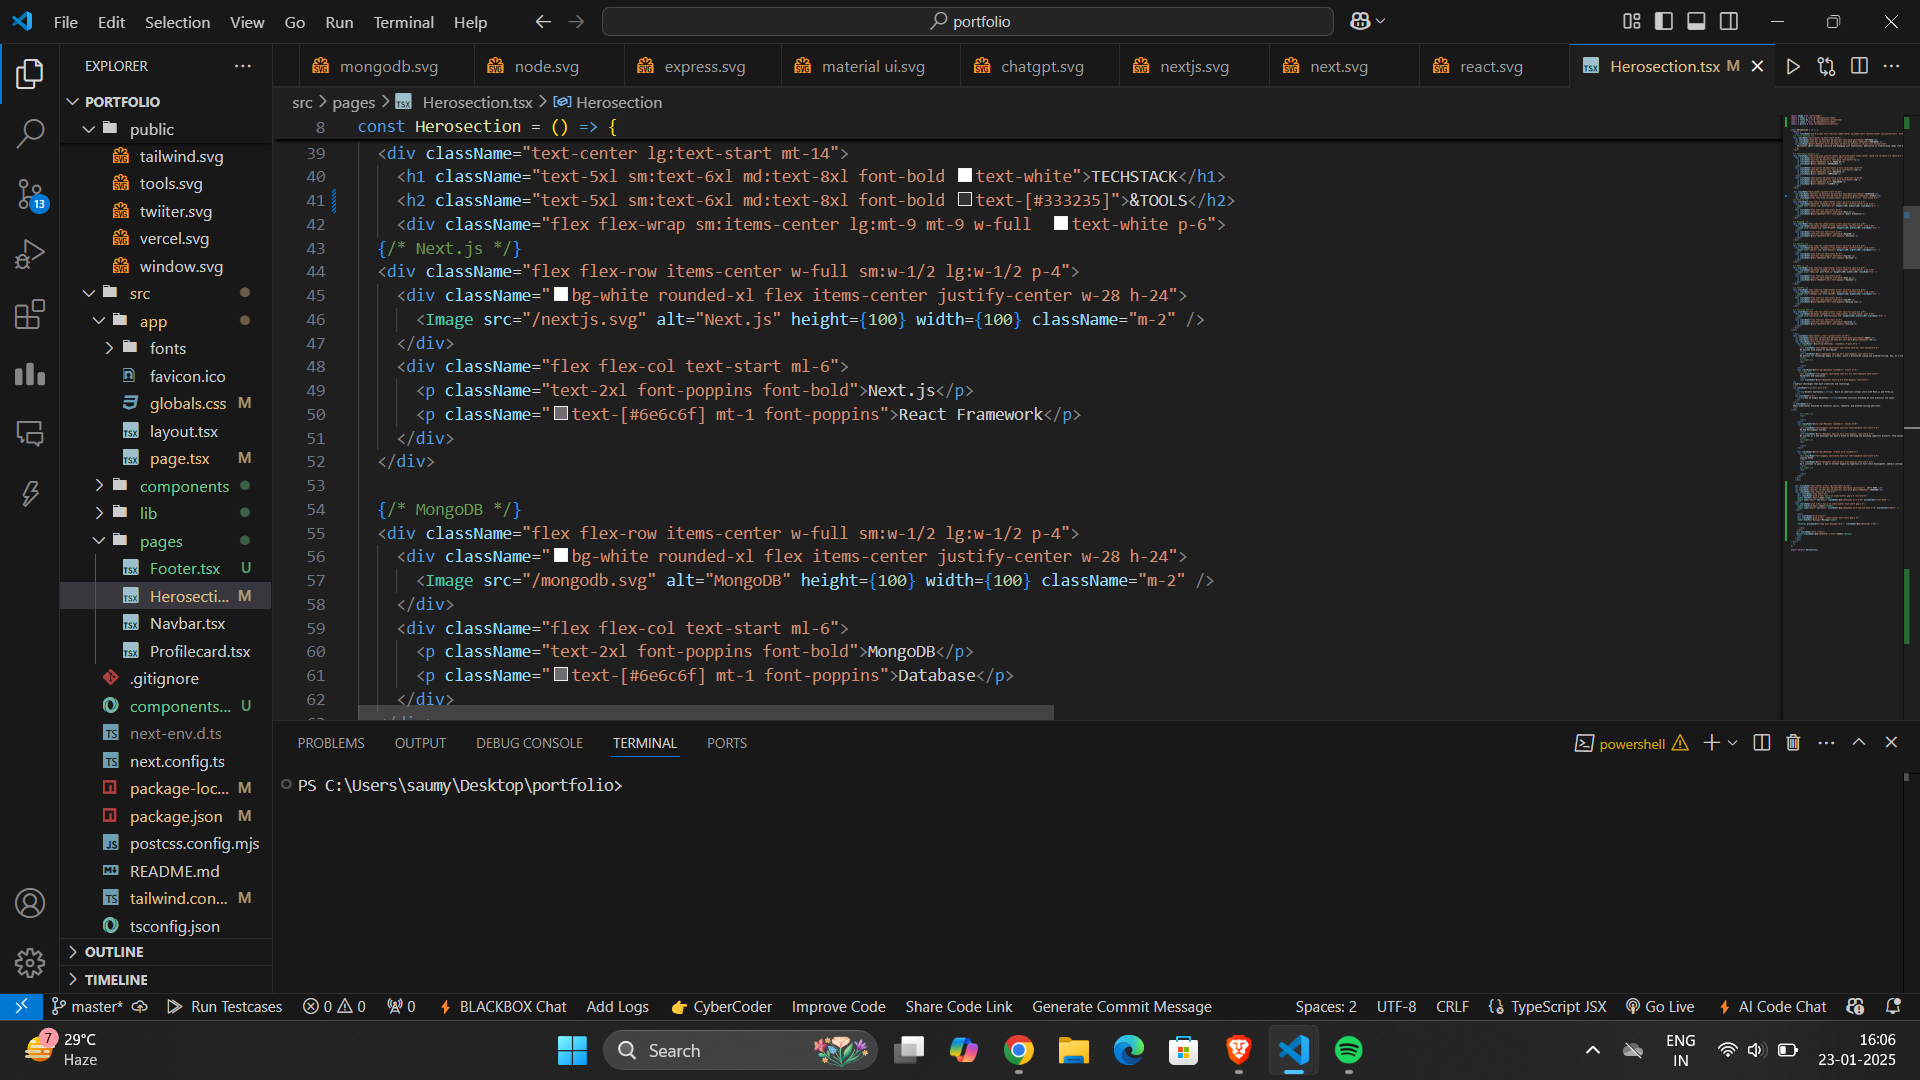 File Edit Selection View Go Run Terminal Help
portfolio
EXPLORER
PORTFOLIO
public
tailwind.svg
tools.svg
twiiter.svg
vercel.svg
window.svg
src
app
fonts
favicon.ico
globals.css M
layout.tsx
page.tsx M
components
lib
pages
Footer.tsx U
Herosecti... M
Navbar.tsx
Profilecard.tsx
.gitignore
components... U
next-env.d.ts
next.config.ts
package-loc... M
package.json M
postcss.config.mjs
README.md
tailwind.con... M
tsconfig.json
OUTLINE
TIMELINE
13
mongodb.svg node.svg express.svg material ui.svg chatgpt.svg nextjs.svg next.svg react.svg Herosection.tsx M
src > pages > Herosection.tsx > Herosection
8 const Herosection = () => {
39 <div className="text-center lg:text-start mt-14">
40 <h1 className="text-5xl sm:text-6xl md:text-8xl font-bold text-white">TECHSTACK</h1>
41 <h2 className="text-5xl sm:text-6xl md:text-8xl font-bold text-[#333235]">&TOOLS</h2>
42 <div className="flex flex-wrap sm:items-center lg:mt-9 mt-9 w-full text-white p-6">
43 {/* Next.js */}
44 <div className="flex flex-row items-center w-full sm:w-1/2 lg:w-1/2 p-4">
45 <div className="bg-white rounded-xl flex items-center justify-center w-28 h-24">
46 <Image src="/nextjs.svg" alt="Next.js" height={100} width={100} className="m-2" />
47 </div>
48 <div className="flex flex-col text-start ml-6">
49 <p className="text-2xl font-poppins font-bold">Next.js</p>
50 <p className="text-[#6e6c6f] mt-1 font-poppins">React Framework</p>
51 </div>
52 </div>
53
54 {/* MongoDB */}
55 <div className="flex flex-row items-center w-full sm:w-1/2 lg:w-1/2 p-4">
56 <div className="bg-white rounded-xl flex items-center justify-center w-28 h-24">
57 <Image src="/mongodb.svg" alt="MongoDB" height={100} width={100} className="m-2" />
58 </div>
59 <div className="flex flex-col text-start ml-6">
60 <p className="text-2xl font-poppins font-bold">MongoDB</p>
61 <p className="text-[#6e6c6f] mt-1 font-poppins">Database</p>
62 </div>
PROBLEMS OUTPUT DEBUG CONSOLE TERMINAL PORTS
powershell
PS C:\Users\saumy\Desktop\portfolio>
master* Run Testcases 0 0 0 BLACKBOX Chat Add Logs CyberCoder Improve Code Share Code Link Generate Commit Message Spaces: 2 UTF-8 CRLF TypeScript JSX Go Live AI Code Chat
7
29°C
Haze
Search
ENG
IN
16:06
23-01-2025